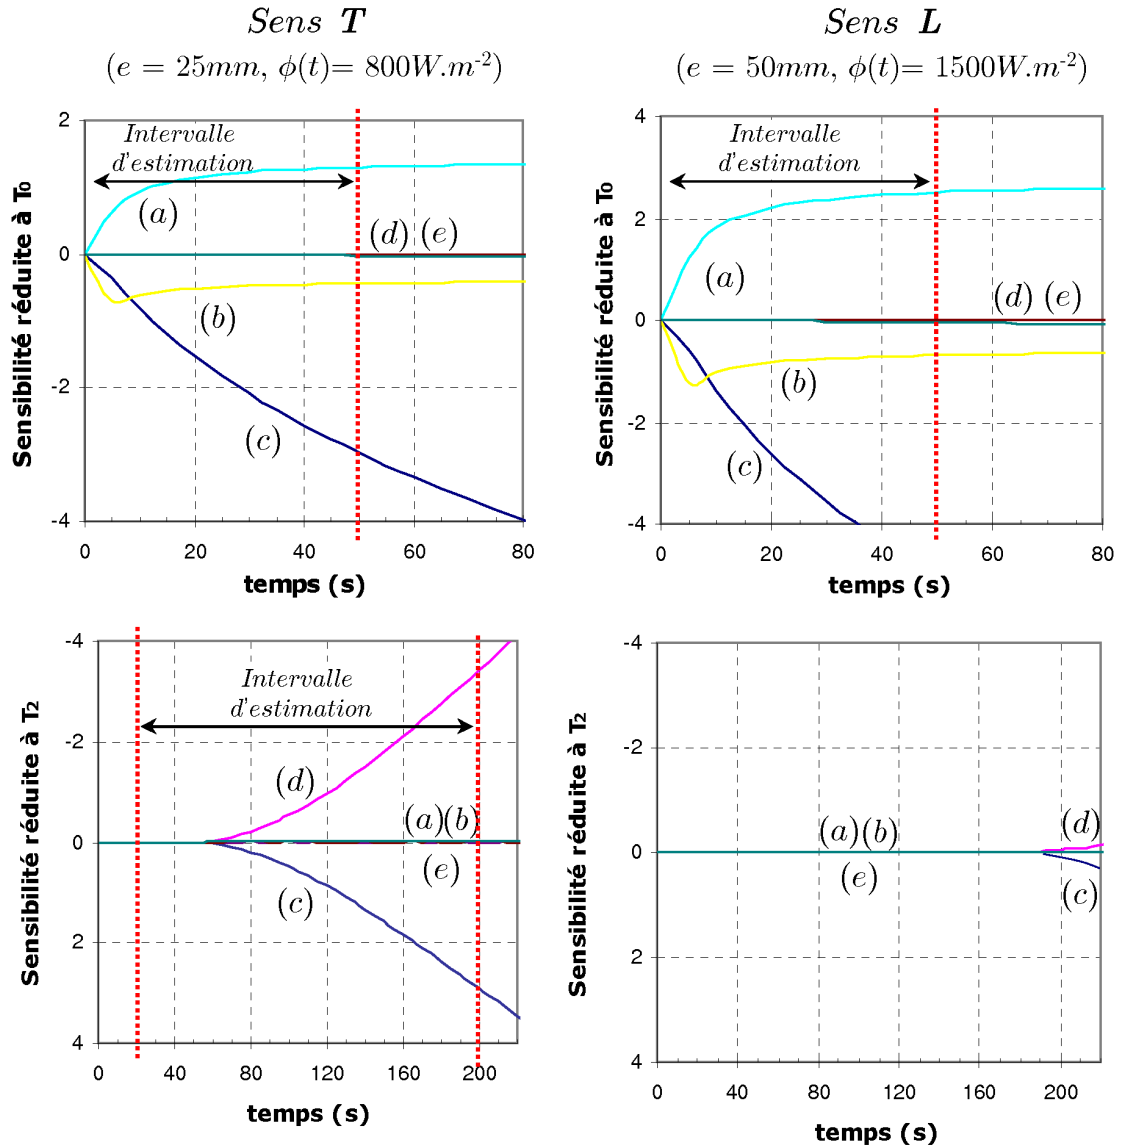 Sens T
(e = 25mm, ϕ(t)= 800W.m-2)
Sens L
(e = 50mm, ϕ(t)= 1500W.m-2)
Sensibilité réduite à T0
2
0
-2
-4
Intervalle
d'estimation
(a)
(d) (e)
(b)
(c)
0 20 40 60 80
temps (s)
Sensibilité réduite à T0
4
2
0
-2
-4
Intervalle
d'estimation
(a)
(d) (e)
(b)
(c)
0 20 40 60 80
temps (s)
Sensibilité réduite à T2
-4
-2
0
2
4
Intervalle
d'estimation
(d)
(a)(b)
(e)
(c)
0 40 80 120 160 200
temps (s)
Sensibilité réduite à T2
-4
-2
0
2
4
(a)(b)
(d)
(e)
(c)
0 40 80 120 160 200
temps (s)